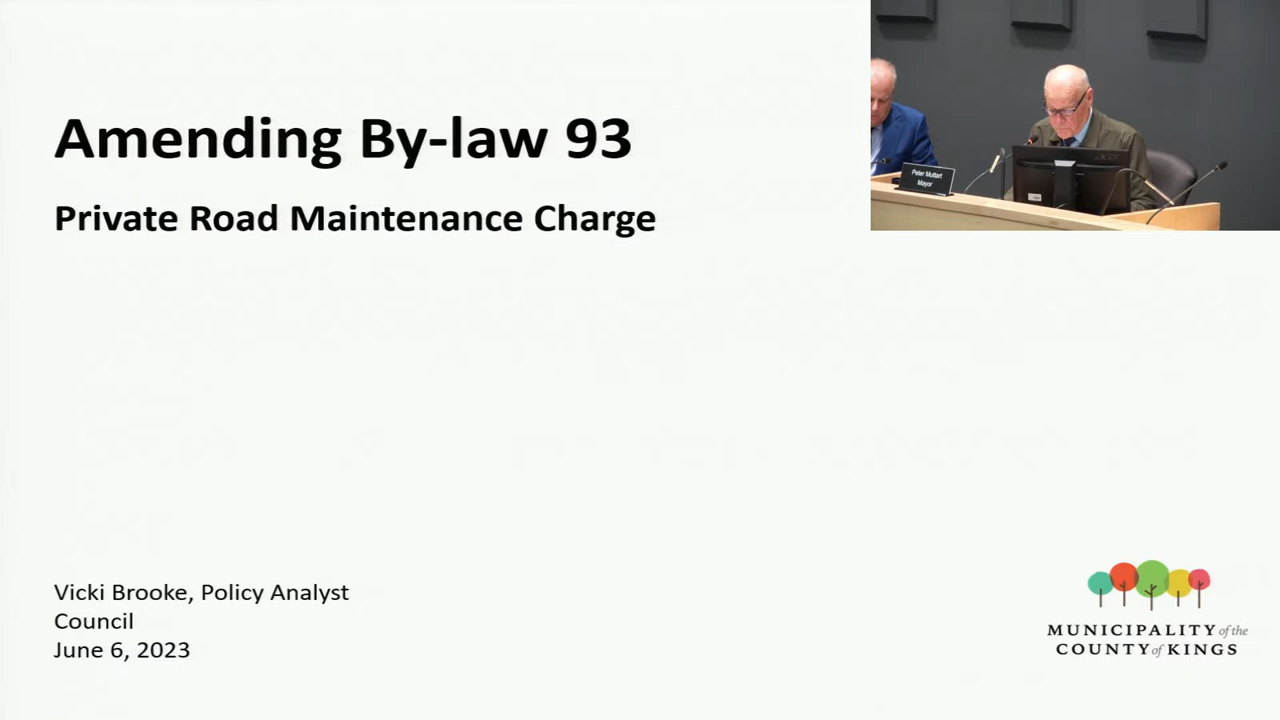 Amending By-law 93
Private Road Maintenance Charge
Peter Muttart
Mayor
Vicki Brooke, Policy Analyst
Council
June 6, 2023
MUNICIPALITY of the
COUNTY of KINGS